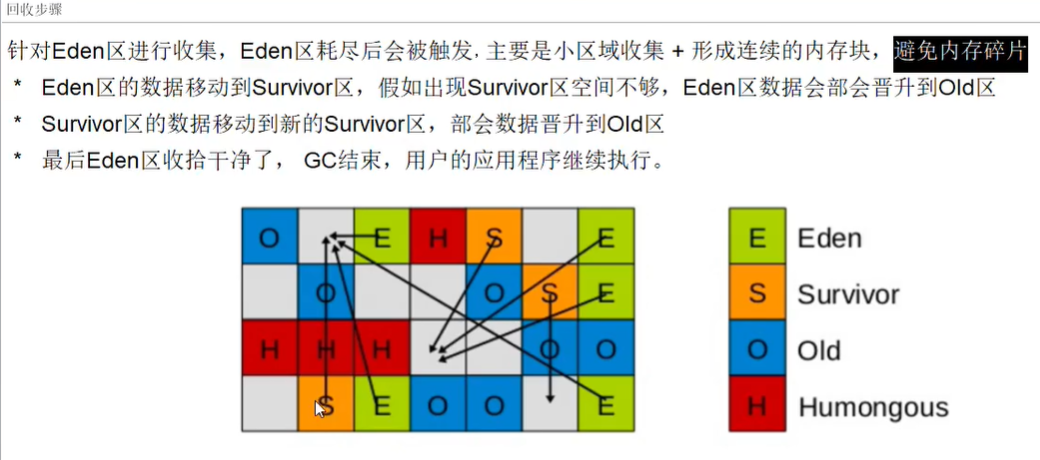 回收步骤
针对Eden区进行收集，Eden区耗尽后会被触发, 主要是小区域收集 + 形成连续的内存块，避免内存碎片
* Eden区的数据移动到Survivor区，假如出现Survivor区空间不够，Eden区数据会部会晋升到Old区
* Survivor区的数据移动到新的Survivor区，部会数据晋升到Old区
* 最后Eden区收拾干净了， GC结束，用户的应用程序继续执行。
O E H S E
O O S E
H H H O O
S E O O E
E Eden
S Survivor
O Old
H Humongous